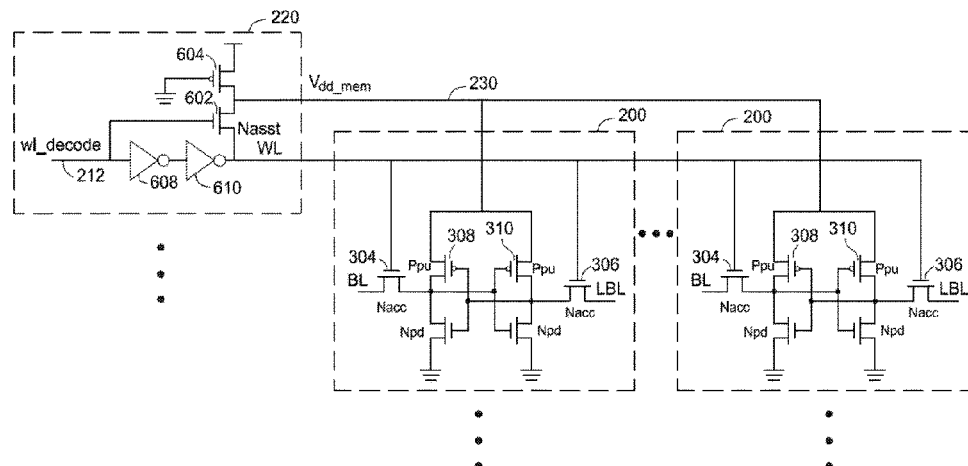 220
604
602
V dd_mem
230
Nasst
WL
wl_decode
212
608
610
200
200
304
308
310
306
Ppu
Ppu
BL
LBL
Nacc
Nacc
Npd
Npd
304
308
310
306
Ppu
Ppu
BL
LBL
Nacc
Nacc
Npd
Npd